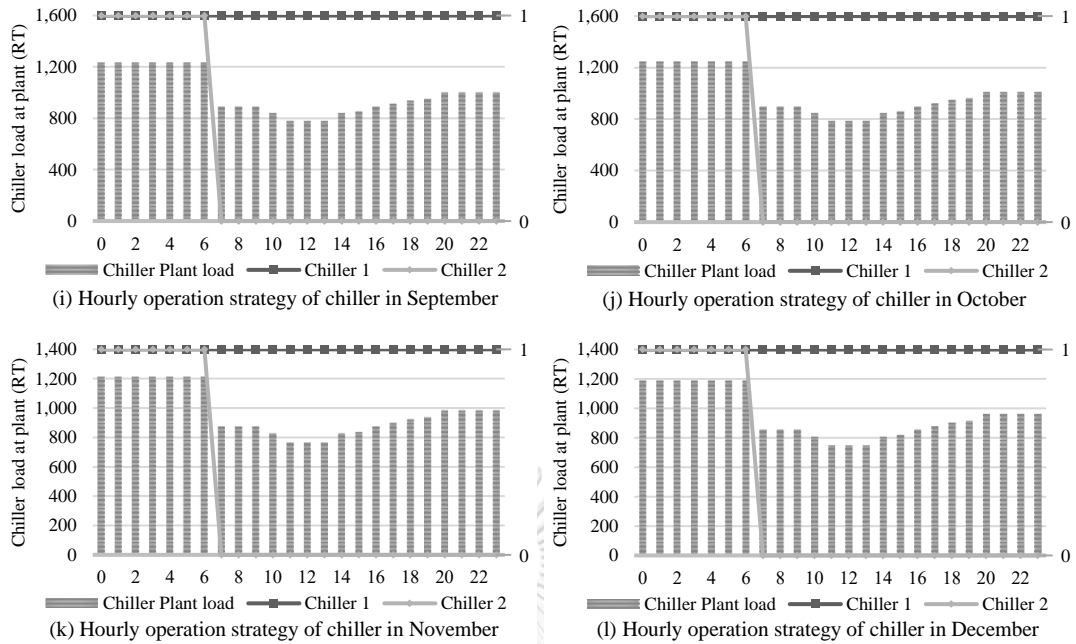 Chiller load at plant (RT)
1,600
1,200
800
400
0
1
0
0 2 4 6 8 10 12 14 16 18 20 22
Chiller Plant load Chiller 1 Chiller 2
(i) Hourly operation strategy of chiller in September
Chiller load at plant (RT)
1,600
1,200
800
400
0
1
0
0 2 4 6 8 10 12 14 16 18 20 22
Chiller Plant load Chiller 1 Chiller 2
(j) Hourly operation strategy of chiller in October
Chiller load at plant (RT)
1,400
1,200
1,000
800
600
400
200
0
1
0
0 2 4 6 8 10 12 14 16 18 20 22
Chiller Plant load Chiller 1 Chiller 2
(k) Hourly operation strategy of chiller in November
Chiller load at plant (RT)
1,400
1,200
1,000
800
600
400
200
0
1
0
0 2 4 6 8 10 12 14 16 18 20 22
Chiller Plant load Chiller 1 Chiller 2
(l) Hourly operation strategy of chiller in December